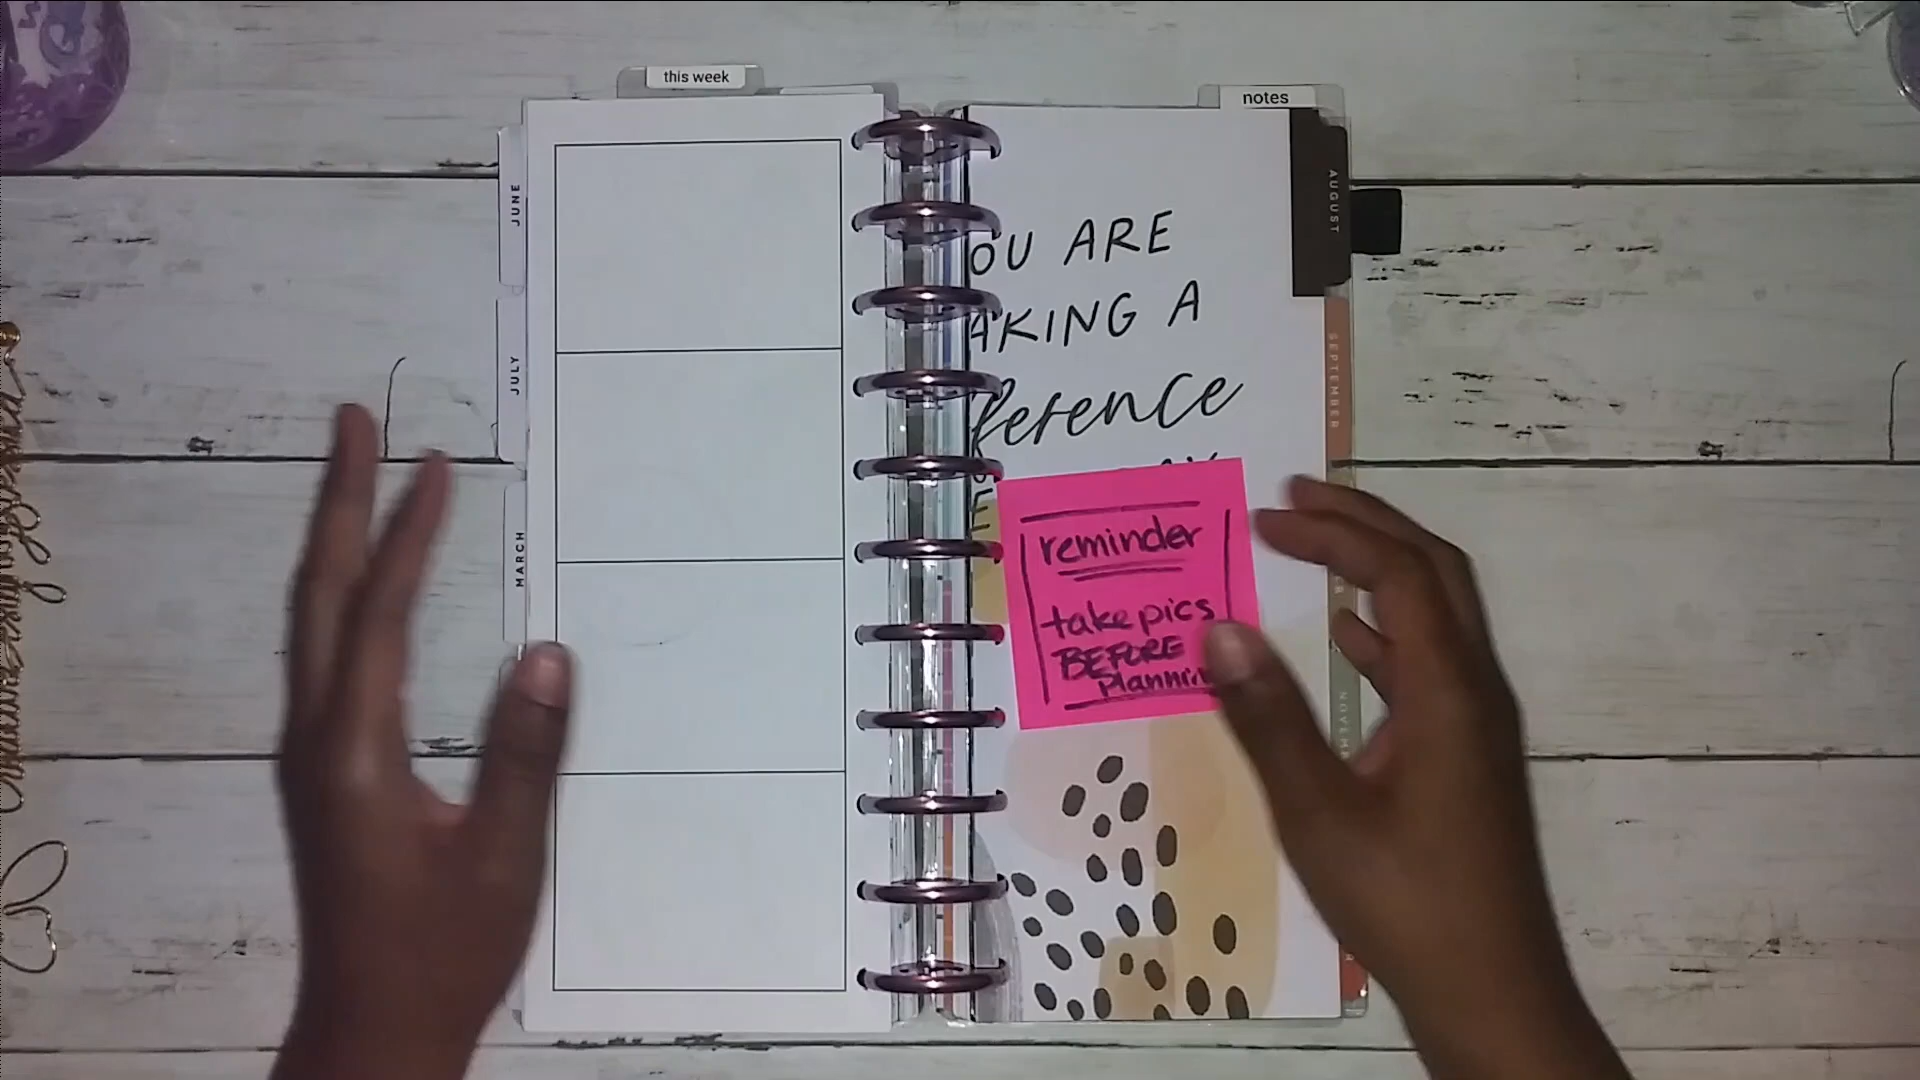 this week
notes
JUNE
JULY
MARCH
AUGUST
SEPTEMBER
OU ARE
AKING A
ference
reminder
take pics
BEFORE